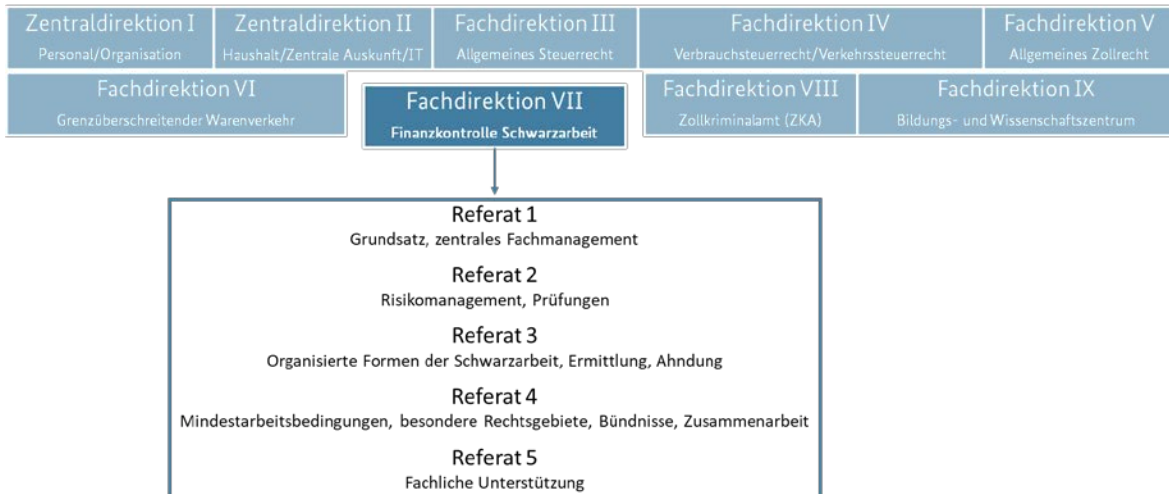 Zentraldirektion I
Personal/Organisation
Zentraldirektion II
Haushalt/Zentrale Auskunft/IT
Fachdirektion III
Allgemeines Steuerrecht
Fachdirektion IV
Verbrauchsteuerrecht/Verkehrssteuerrecht
Fachdirektion V
Allgemeines Zollrecht
Fachdirektion VI
Grenzüberschreitender Warenverkehr
Fachdirektion VII
Finanzkontrolle Schwarzarbeit
Fachdirektion VIII
Zollkriminalamt (ZKA)
Fachdirektion IX
Bildungs- und Wissenschaftszentrum
Referat 1
Grundsatz, zentrales Fachmanagement
Referat 2
Risikomanagement, Prüfungen
Referat 3
Organisierte Formen der Schwarzarbeit, Ermittlung, Ahndung
Referat 4
Mindestarbeitsbedingungen, besondere Rechtsgebiete, Bündnisse, Zusammenarbeit
Referat 5
Fachliche Unterstützung